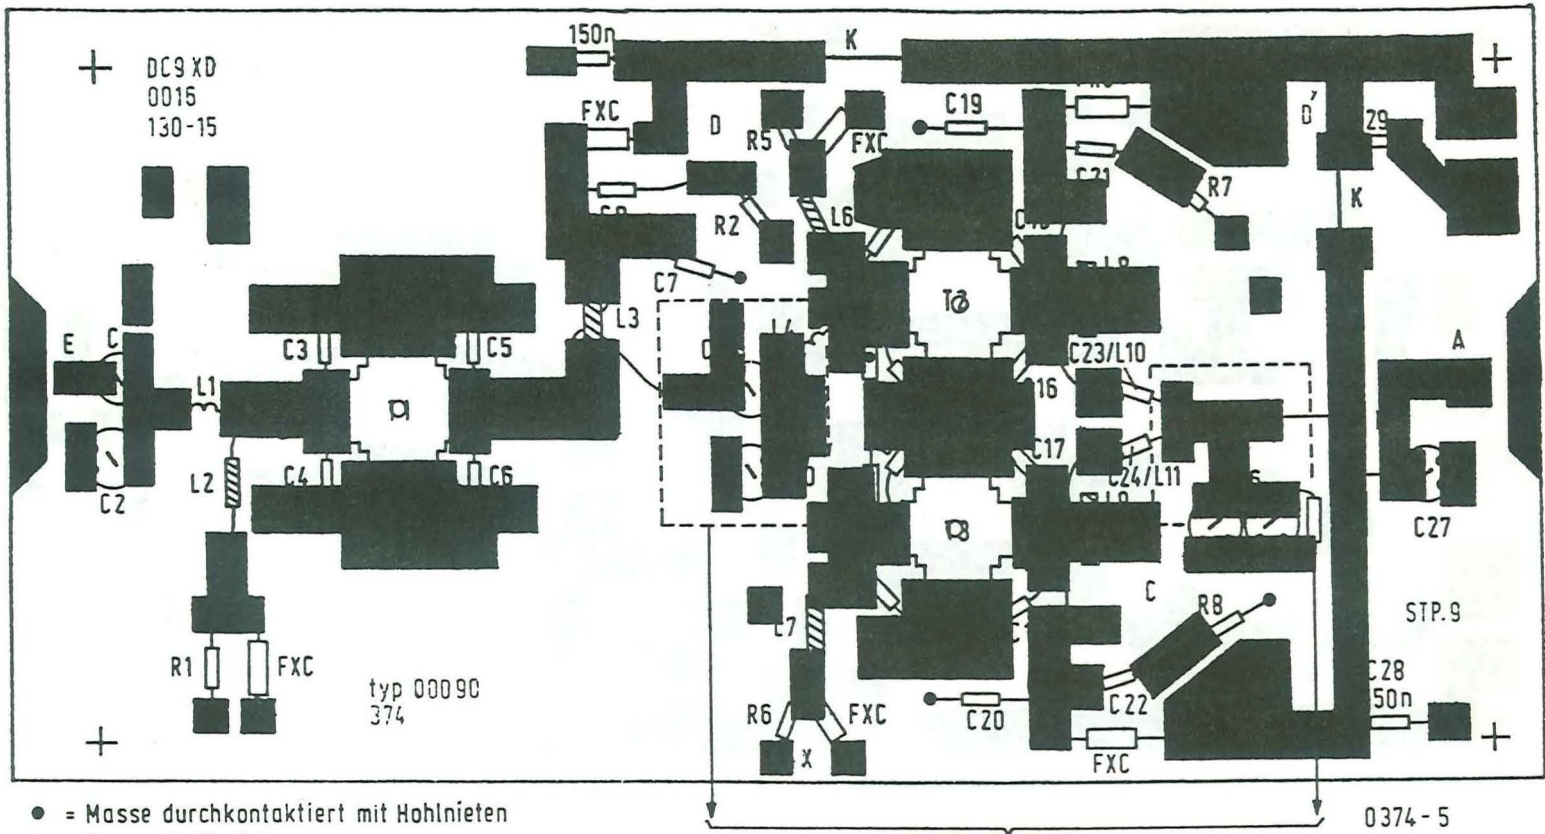 150n
K
DC9XD
0015
130-15
FXC
D
R5
FXC
C19
D'
29
R7
K
R2
L6
C7
L3
E
C
C3
C5
L1
C23/L10
A
16
C17
C4
C6
L2
C24/L11
C2
C27
C
R8
STP.9
R1
FXC
typ 00090
374
C28
50n
R6
FXC
C20
C22
X
FXC
● = Masse durchkontaktiert mit Hohlnieten
0374-5